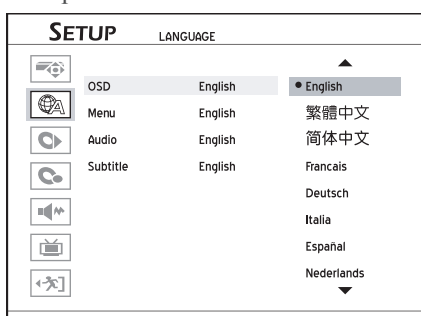 SETUP LANGUAGE
OSD English
Menu English
Audio English
Subtitle English
English
繁體中文
简体中文
Francais
Deutsch
Italia
Español
Nederlands